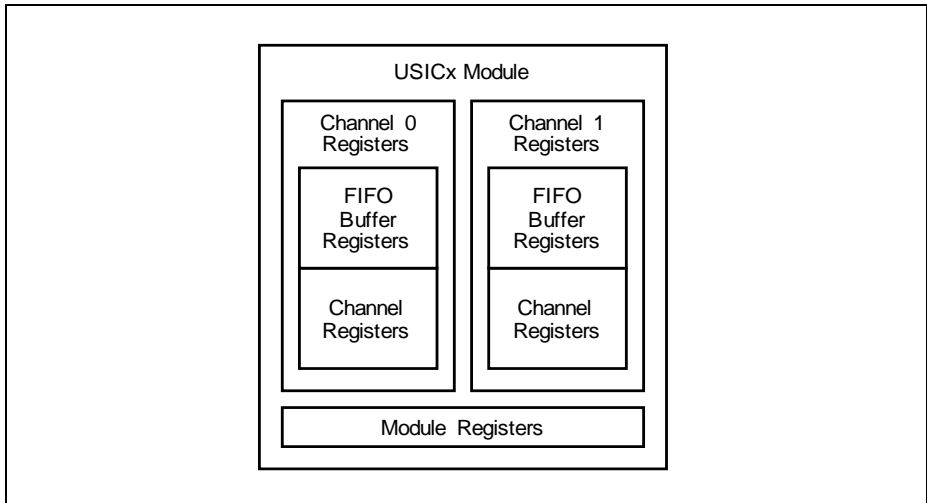 USICx Module
Channel 0
Registers
FIFO
Buffer
Registers
Channel
Registers
Channel 1
Registers
FIFO
Buffer
Registers
Channel
Registers
Module Registers